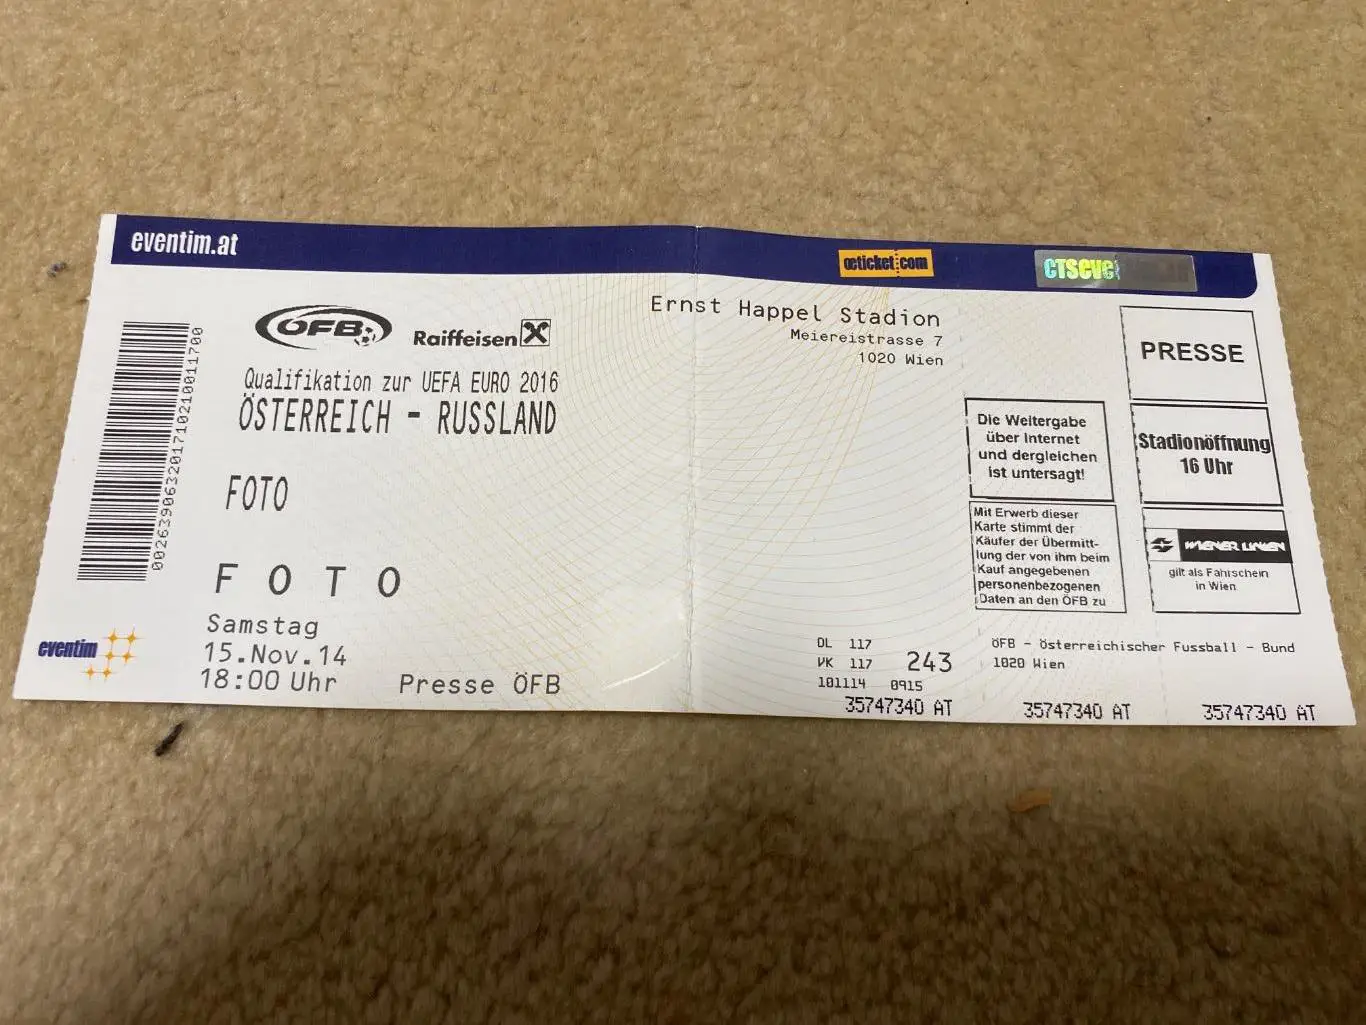 eventim.at
œticket.com
CTSeve
ÖFB
Raiffeisen
Ernst Happel Stadion
Meiereistrasse 7
1020 Wien
Qualifikation zur UEFA EURO 2016
ÖSTERREICH - RUSSLAND
FOTO
F O T O
Samstag
15.Nov.14
18:00 Uhr
Presse ÖFB
eventim
002639063201710210011700
PRESSE
Die Weitergabe
über Internet
und dergleichen
ist untersagt!
Stadionöffnung
16 Uhr
Mit Erwerb dieser
Karte stimmt der
Käufer der Übermitt-
lung der von ihm beim
Kauf angegebenen
personenbezogenen
Daten an den ÖFB zu
WIENER LINIEN
gilt als Fahrschein
in Wien
DL 117
VK 117
243
101114 0915
ÖFB - Österreichischer Fussball - Bund
1020 Wien
35747340 AT
35747340 AT
35747340 AT